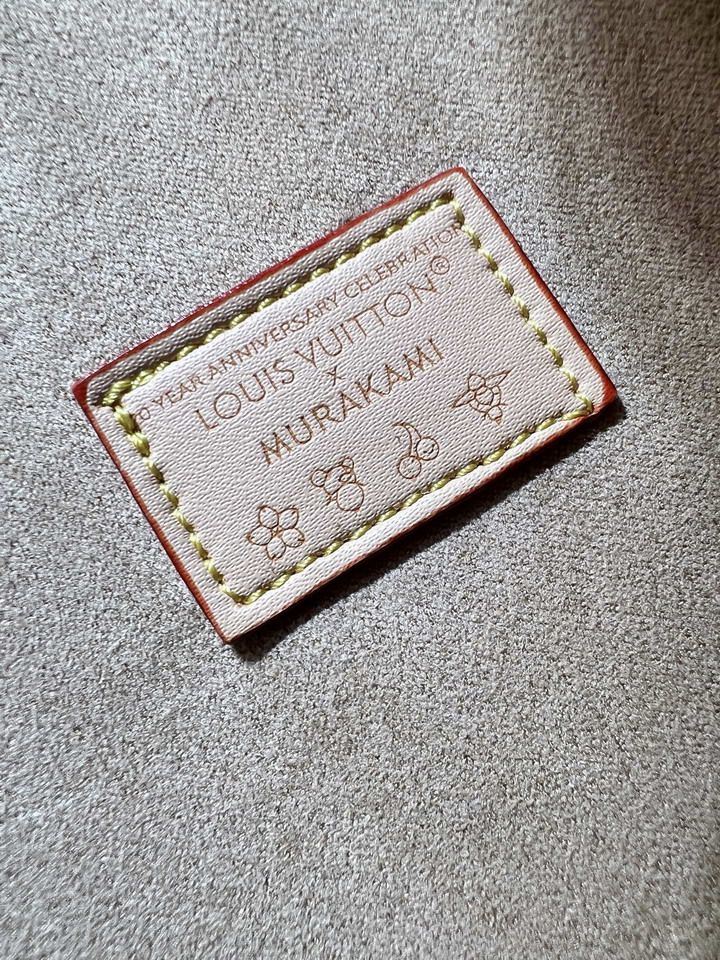 -YEAR ANNIVERSARY CELEBRATION
LOUIS VUITTON®
X
MURAKAMI